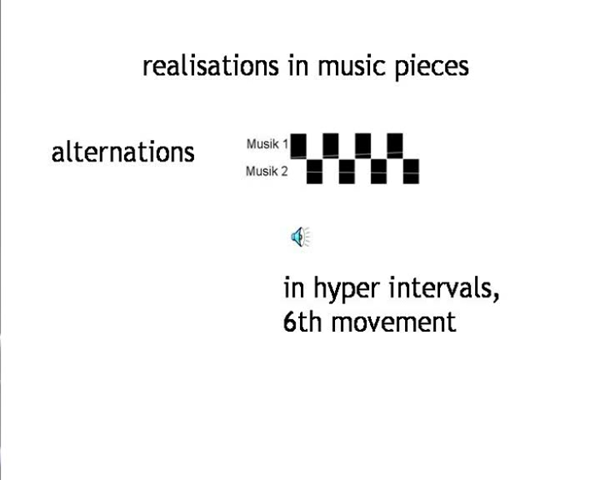 realisations in music pieces
alternations
Musik 1
Musik 2
in hyper intervals,
6th movement